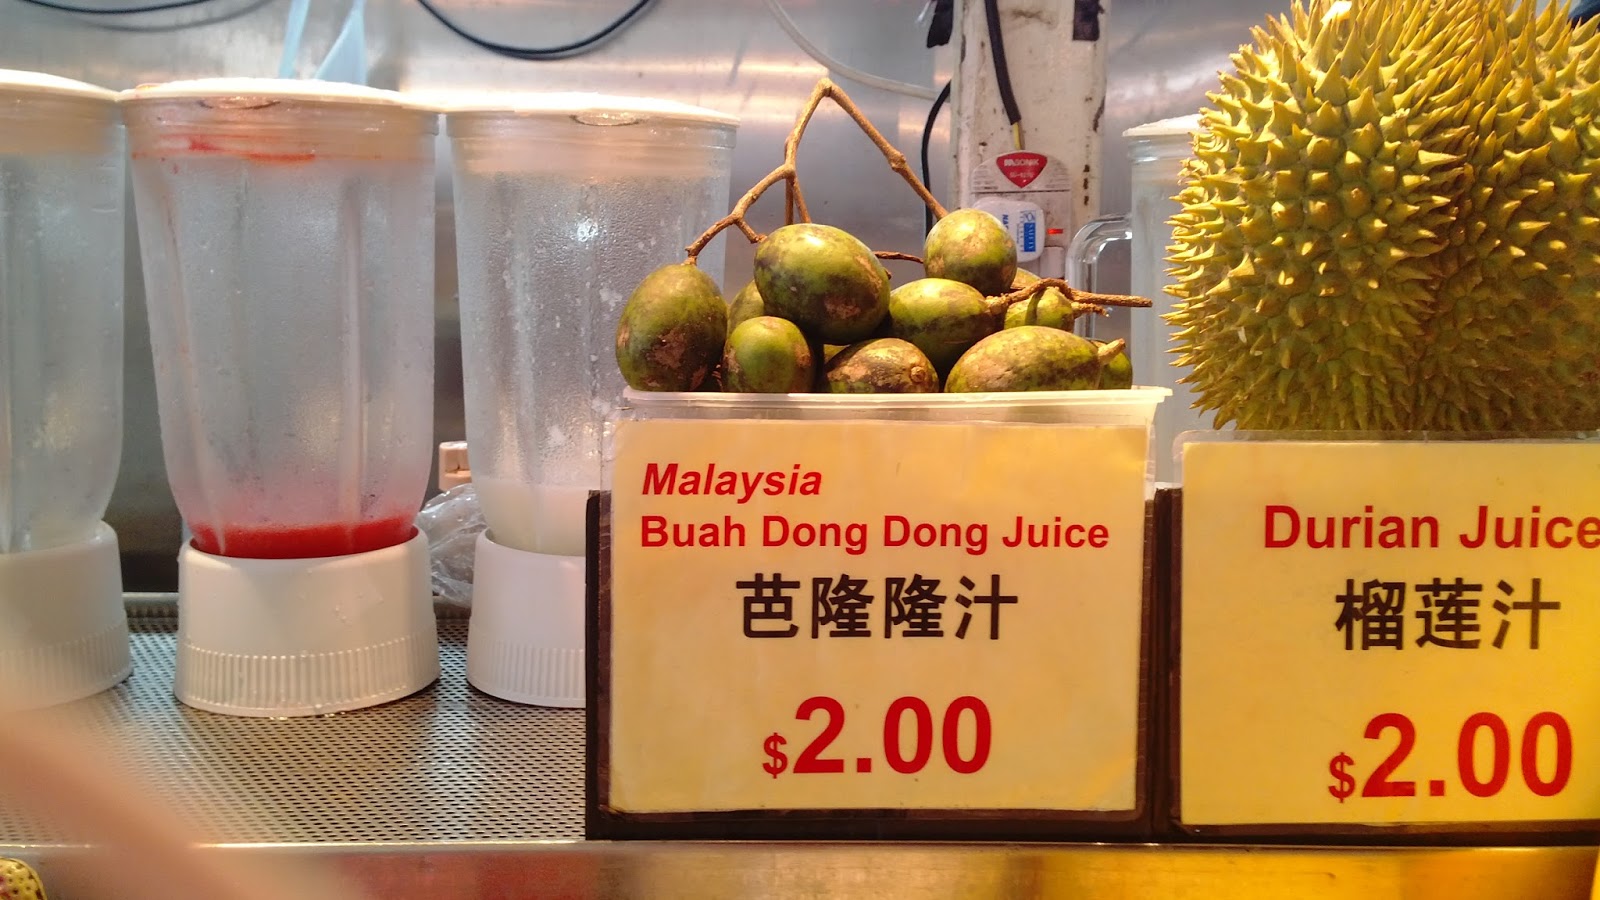 Malaysia
Buah Dong Dong Juice
芭隆隆汁
$2.00
Durian Juice
榴莲汁
$2.00